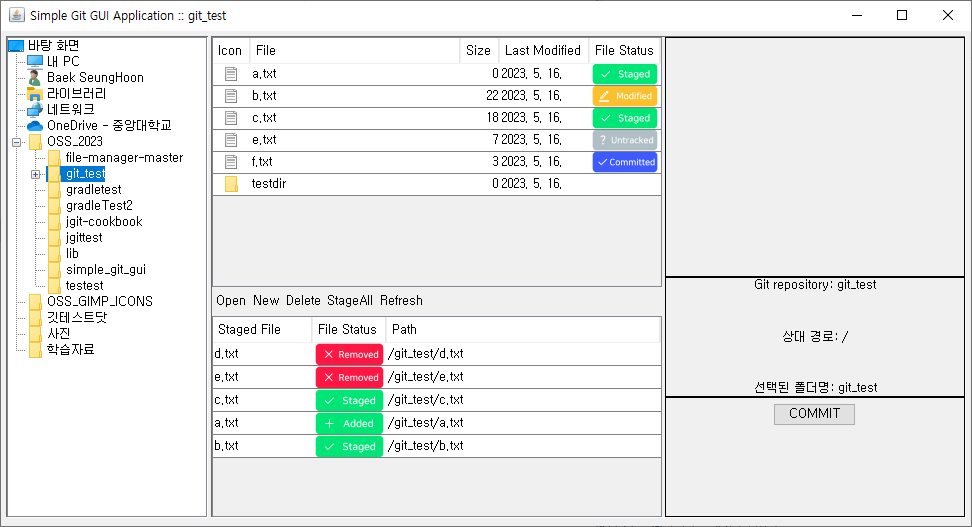 Simple Git GUI Application :: git_test
바탕 화면
내 PC
Baek SeungHoon
라이브러리
네트워크
OneDrive - 중앙대학교
OSS_2023
file-manager-master
git_test
gradletest
gradleTest2
jgit-cookbook
jgittest
lib
simple_git_gui
testest
OSS_GIMP_ICONS
깃테스트닷
사진
학습자료
Icon File Size Last Modified File Status
a.txt 0 2023. 5. 16. Staged
b.txt 22 2023. 5. 16. Modified
c.txt 18 2023. 5. 16. Staged
e.txt 7 2023. 5. 16. ? Untracked
f.txt 3 2023. 5. 16. Committed
testdir 0 2023. 5. 16.
Open New Delete StageAll Refresh
Staged File File Status Path
d.txt Removed /git_test/d.txt
e.txt Removed /git_test/e.txt
c.txt Staged /git_test/c.txt
a.txt + Added /git_test/a.txt
b.txt Staged /git_test/b.txt
Git repository: git_test
상대 경로: /
선택된 폴더명: git_test
COMMIT